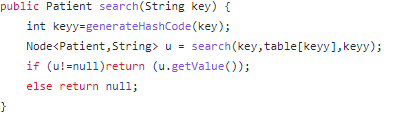 public Patient search(String key) {
int keyy=generateHashCode(key);
Node<Patient,String> u = search(key,table[keyy],keyy);
if (u!=null)return (u.getValue());
else return null;
}